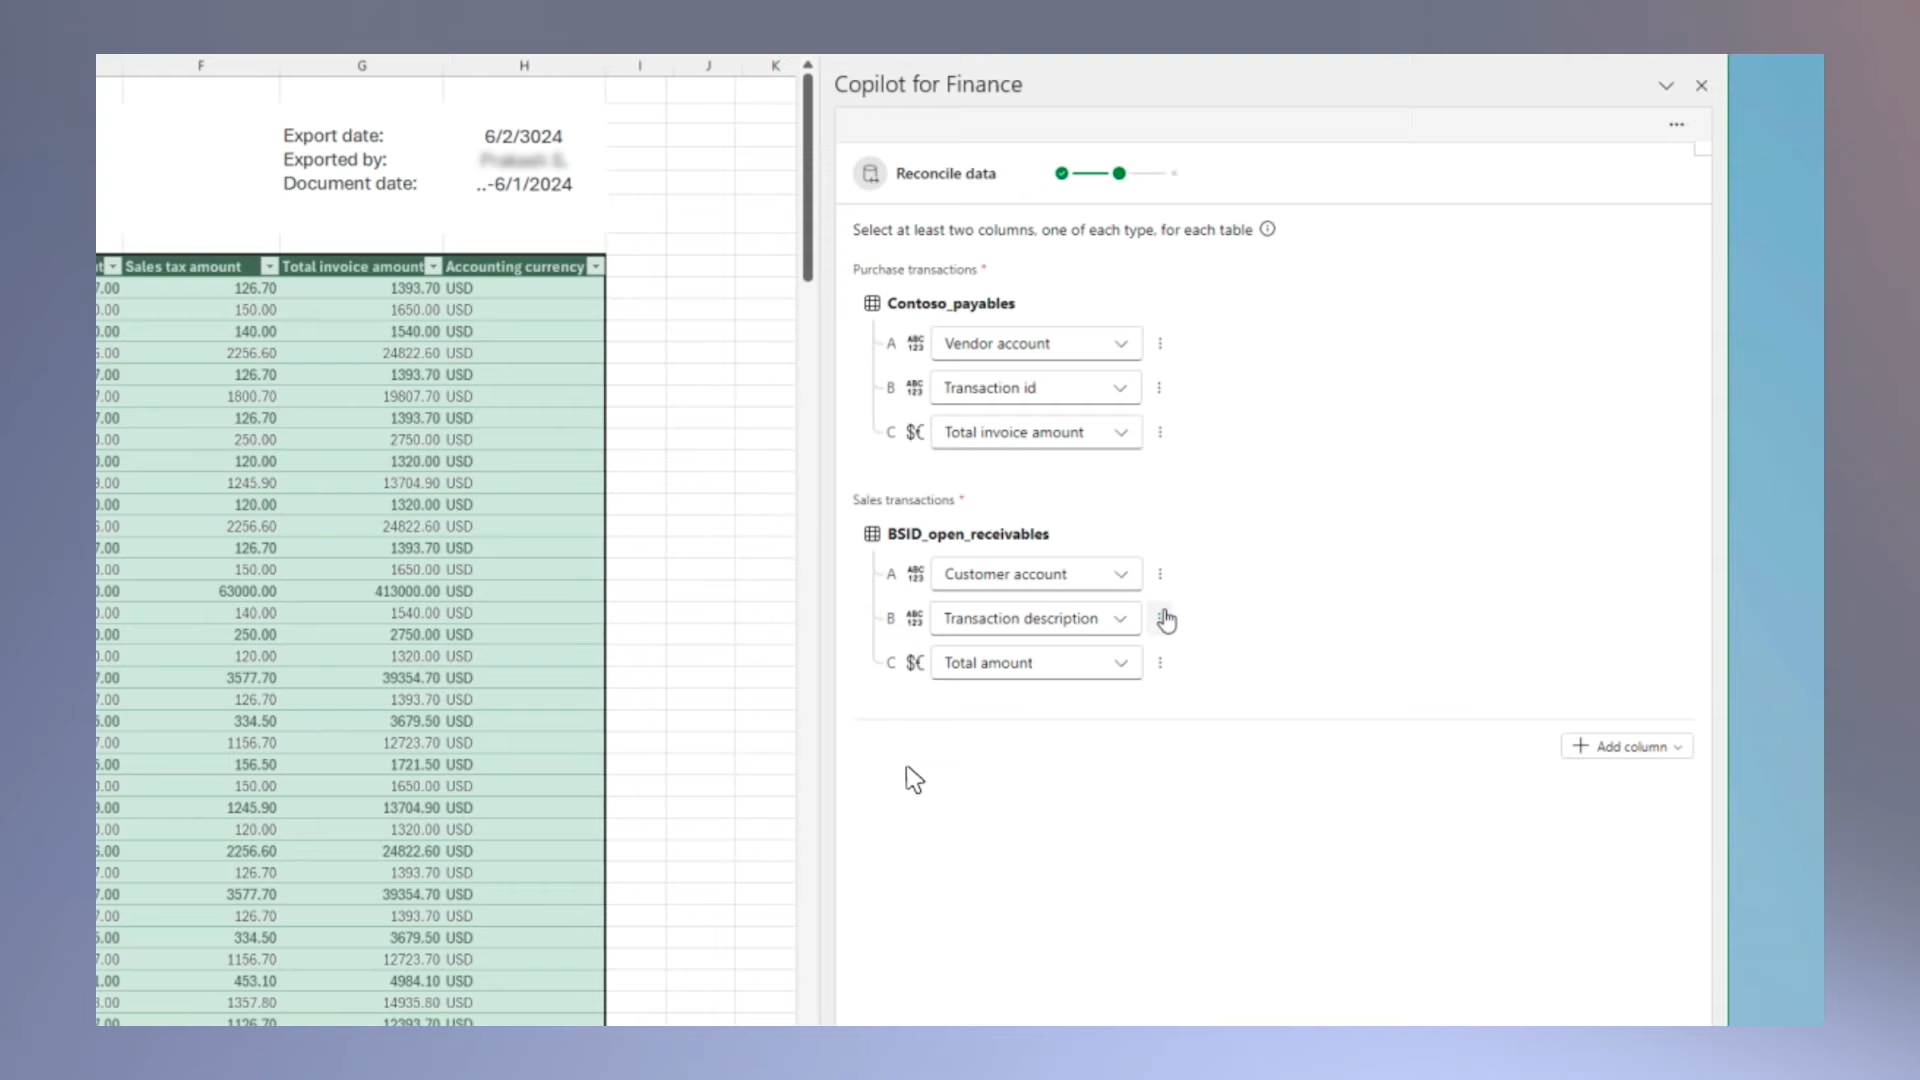 F G H I J K
Export date: 6/2/3024
Exported by:
Document date: ..-6/1/2024
Sales tax amount Total invoice amount Accounting currency
7.00 126.70 1393.70 USD
0.00 150.00 1650.00 USD
0.00 140.00 1540.00 USD
6.00 2256.60 24822.60 USD
7.00 126.70 1393.70 USD
7.00 1800.70 19807.70 USD
7.00 126.70 1393.70 USD
0.00 250.00 2750.00 USD
0.00 120.00 1320.00 USD
9.00 1245.90 13704.90 USD
0.00 120.00 1320.00 USD
6.00 2256.60 24822.60 USD
7.00 126.70 1393.70 USD
0.00 150.00 1650.00 USD
0.00 63000.00 413000.00 USD
0.00 140.00 1540.00 USD
0.00 250.00 2750.00 USD
0.00 120.00 1320.00 USD
7.00 3577.70 39354.70 USD
7.00 126.70 1393.70 USD
5.00 334.50 3679.50 USD
7.00 1156.70 12723.70 USD
5.00 156.50 1721.50 USD
0.00 150.00 1650.00 USD
9.00 1245.90 13704.90 USD
0.00 120.00 1320.00 USD
6.00 2256.60 24822.60 USD
7.00 126.70 1393.70 USD
7.00 3577.70 39354.70 USD
7.00 126.70 1393.70 USD
5.00 334.50 3679.50 USD
7.00 1156.70 12723.70 USD
1.00 453.10 4984.10 USD
8.00 1357.80 14935.80 USD
7.00 1126.70 12393.70 USD
Copilot for Finance
Reconcile data
Select at least two columns, one of each type, for each table
Purchase transactions *
Contoso_payables
A ABC 123 Vendor account
B ABC 123 Transaction id
C $€ Total invoice amount
Sales transactions *
BSID_open_receivables
A ABC 123 Customer account
B ABC 123 Transaction description
C $€ Total amount
+ Add column